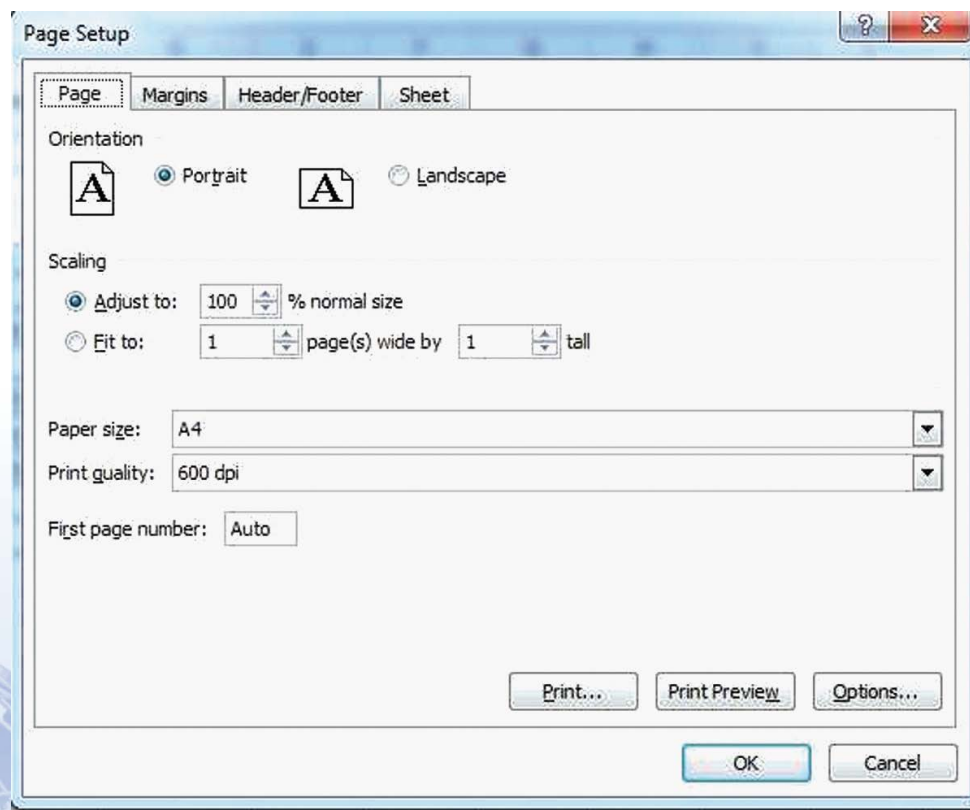 Page Setup
?
Page Margins Header/Footer Sheet
Orientation
A Portrait A Landscape
Scaling
Adjust to: 100 % normal size
Fit to: 1 page(s) wide by 1 tall
Paper size: A4
Print quality: 600 dpi
First page number: Auto
Print... Print Preview Options...
OK Cancel